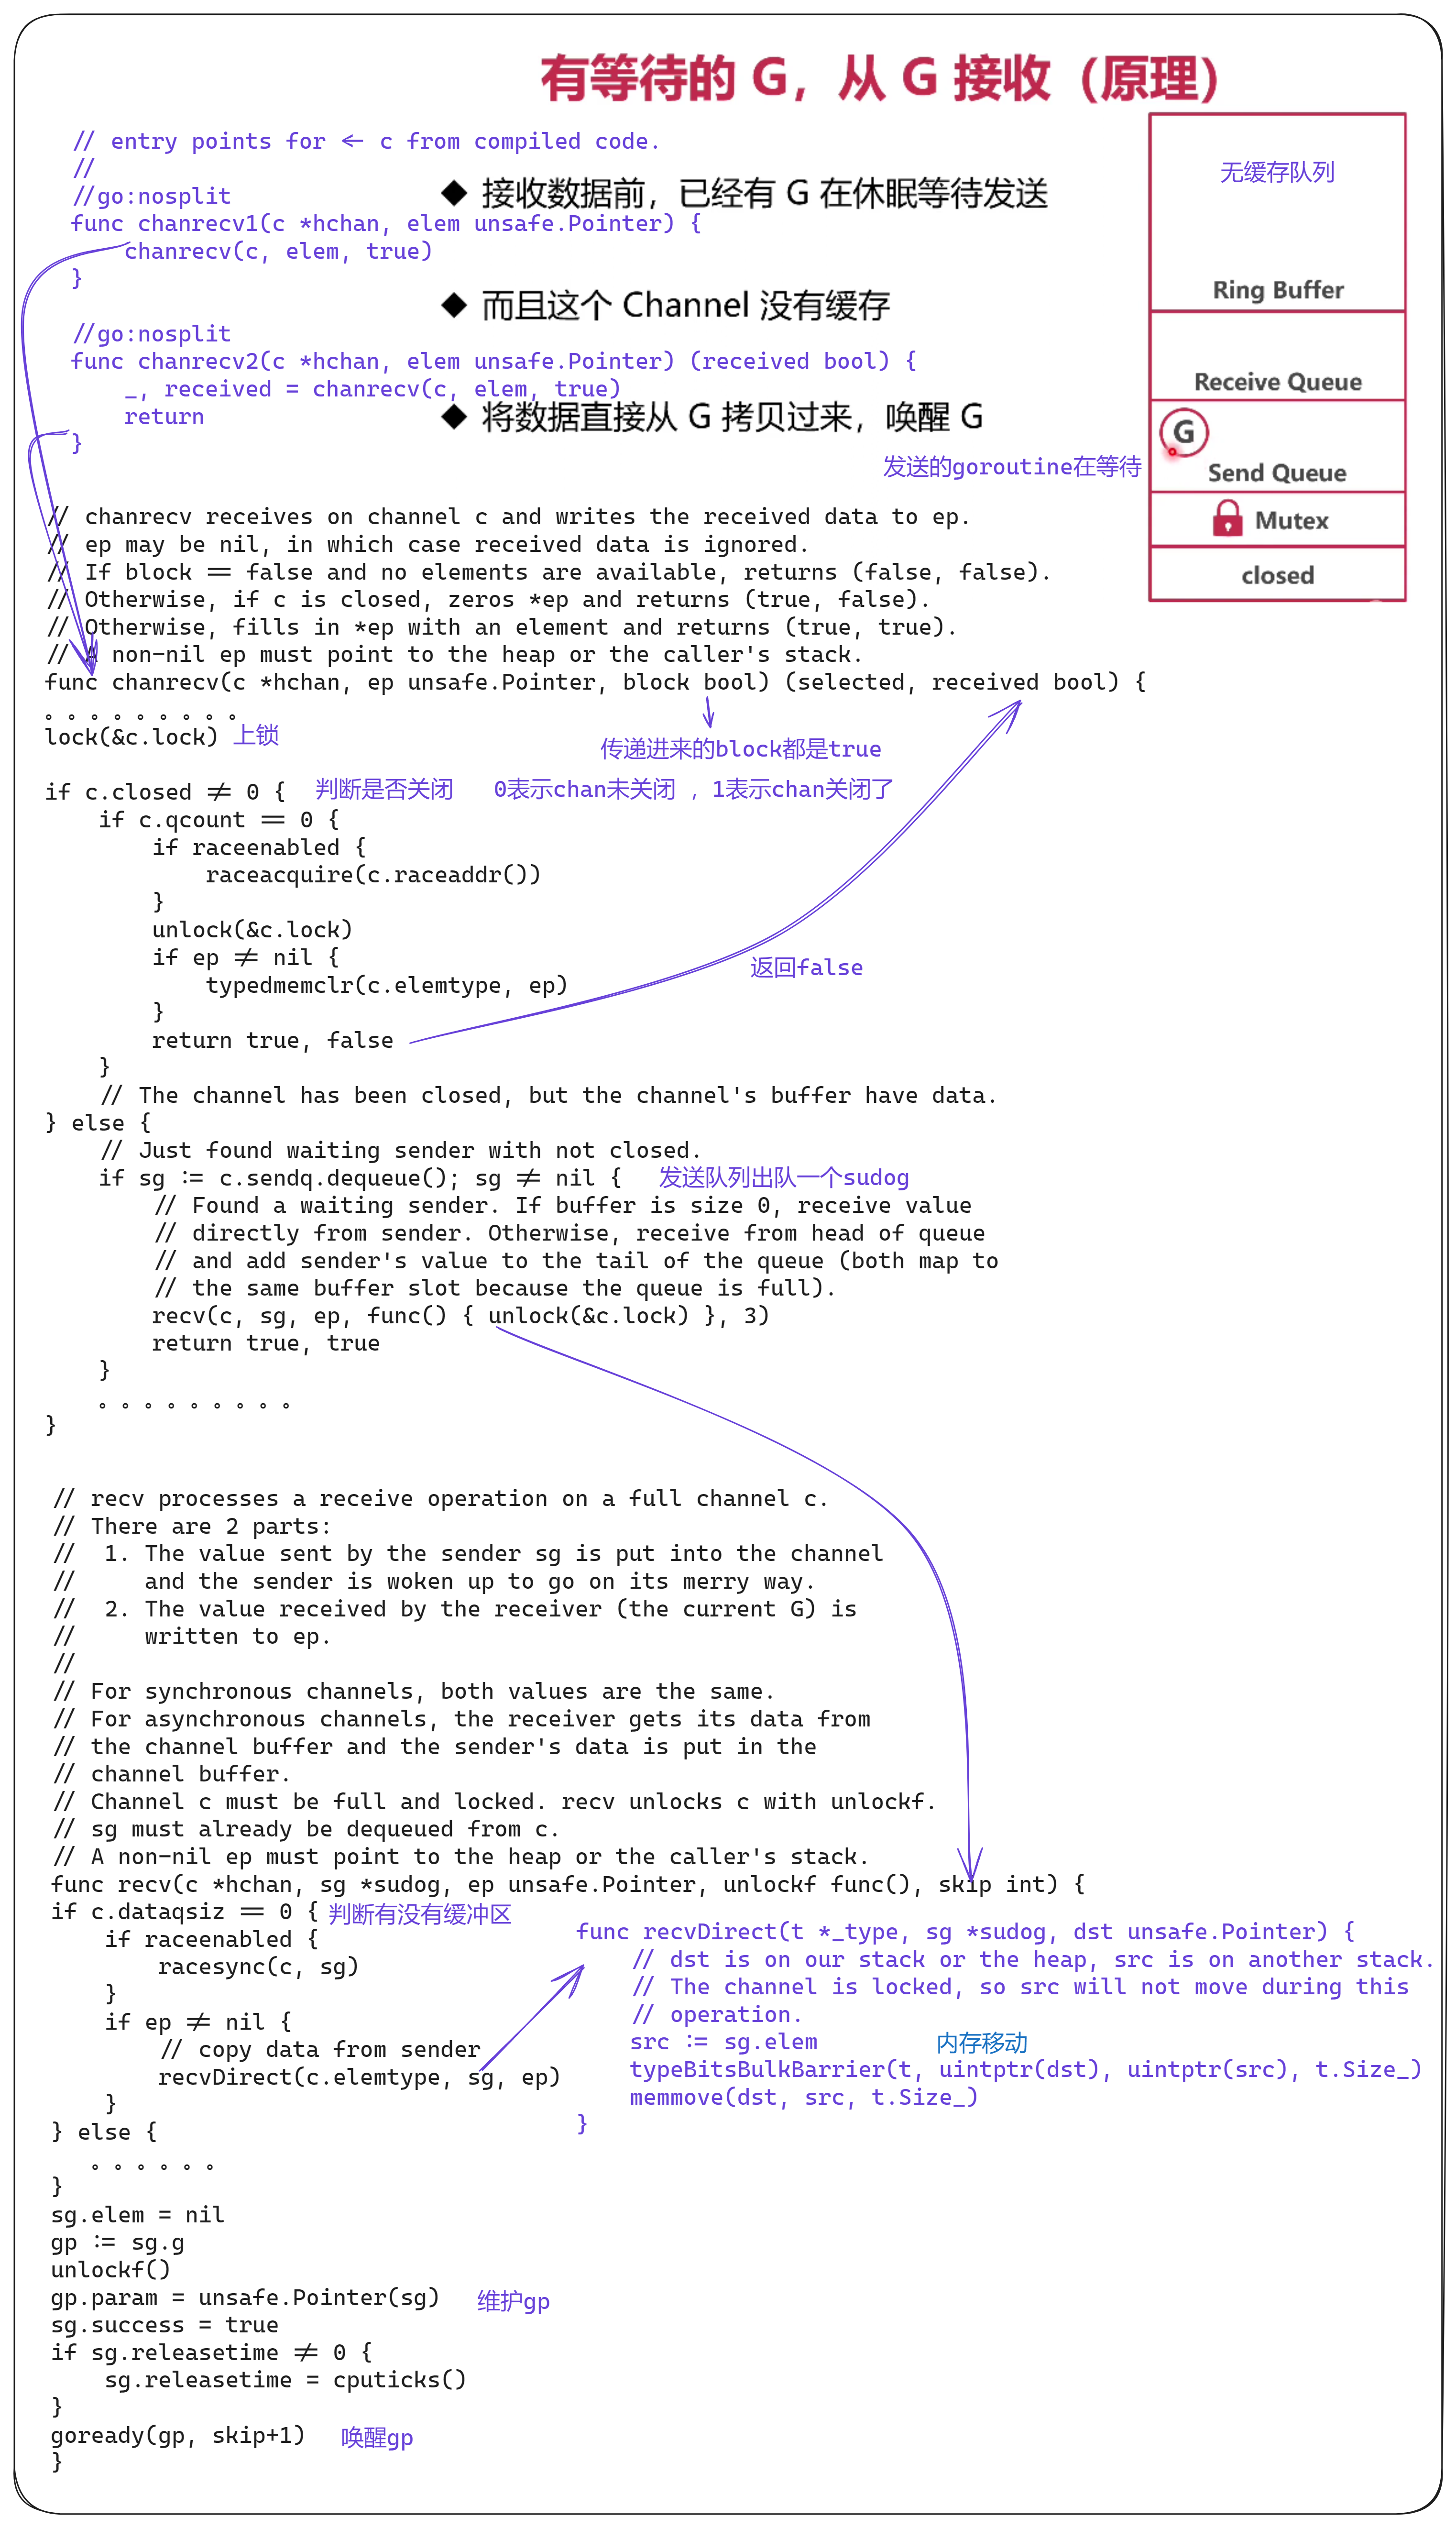 有等待的 G，从 G 接收（原理）
// entry points for <- c from compiled code.
//
//go:nosplit
func chanrecv1(c *hchan, elem unsafe.Pointer) {
    chanrecv(c, elem, true)
}
//go:nosplit
func chanrecv2(c *hchan, elem unsafe.Pointer) (received bool) {
    _, received = chanrecv(c, elem, true)
    return
}
◆ 接收数据前，已经有 G 在休眠等待发送
◆ 而且这个 Channel 没有缓存
◆ 将数据直接从 G 拷贝过来，唤醒 G
无缓存队列
Ring Buffer
Receive Queue
G
Send Queue
Mutex
closed
发送的goroutine在等待
// chanrecv receives on channel c and writes the received data to ep.
// ep may be nil, in which case received data is ignored.
// If block == false and no elements are available, returns (false, false).
// Otherwise, if c is closed, zeros *ep and returns (true, false).
// Otherwise, fills in *ep with an element and returns (true, true).
// A non-nil ep must point to the heap or the caller's stack.
func chanrecv(c *hchan, ep unsafe.Pointer, block bool) (selected, received bool) {
。。。。。。。。。
lock(&c.lock) 上锁
传递进来的block都是true
if c.closed != 0 { 判断是否关闭 0表示chan未关闭 , 1表示chan关闭了
    if c.qcount == 0 {
        if raceenabled {
            raceacquire(c.raceaddr())
        }
        unlock(&c.lock)
        if ep != nil {
            typedmemclr(c.elemtype, ep)
        }
        return true, false
返回false
    }
    // The channel has been closed, but the channel's buffer have data.
} else {
    // Just found waiting sender with not closed.
    if sg := c.sendq.dequeue(); sg != nil { 发送队列出队一个sudog
        // Found a waiting sender. If buffer is size 0, receive value
        // directly from sender. Otherwise, receive from head of queue
        // and add sender's value to the tail of the queue (both map to
        // the same buffer slot because the queue is full).
        recv(c, sg, ep, func() { unlock(&c.lock) }, 3)
        return true, true
    }
    。。。。。。。。。
}
// recv processes a receive operation on a full channel c.
// There are 2 parts:
//  1. The value sent by the sender sg is put into the channel
//     and the sender is woken up to go on its merry way.
//  2. The value received by the receiver (the current G) is
//     written to ep.
//
// For synchronous channels, both values are the same.
// For asynchronous channels, the receiver gets its data from
// the channel buffer and the sender's data is put in the
// channel buffer.
// Channel c must be full and locked. recv unlocks c with unlockf.
// sg must already be dequeued from c.
// A non-nil ep must point to the heap or the caller's stack.
func recv(c *hchan, sg *sudog, ep unsafe.Pointer, unlockf func(), skip int) {
if c.dataqsiz == 0 { 判断有没有缓冲区
    if raceenabled {
        racesync(c, sg)
    }
    if ep != nil {
        // copy data from sender
        recvDirect(c.elemtype, sg, ep)
    }
} else {
   。。。。。。
}
sg.elem = nil
gp := sg.g
unlockf()
gp.param = unsafe.Pointer(sg) 维护gp
sg.success = true
if sg.releasetime != 0 {
    sg.releasetime = cputicks()
}
goready(gp, skip+1) 唤醒gp
}
func recvDirect(t *_type, sg *sudog, dst unsafe.Pointer) {
    // dst is on our stack or the heap, src is on another stack.
    // The channel is locked, so src will not move during this
    // operation.
    src := sg.elem 内存移动
    typeBitsBulkBarrier(t, uintptr(dst), uintptr(src), t.Size_)
    memmove(dst, src, t.Size_)
}